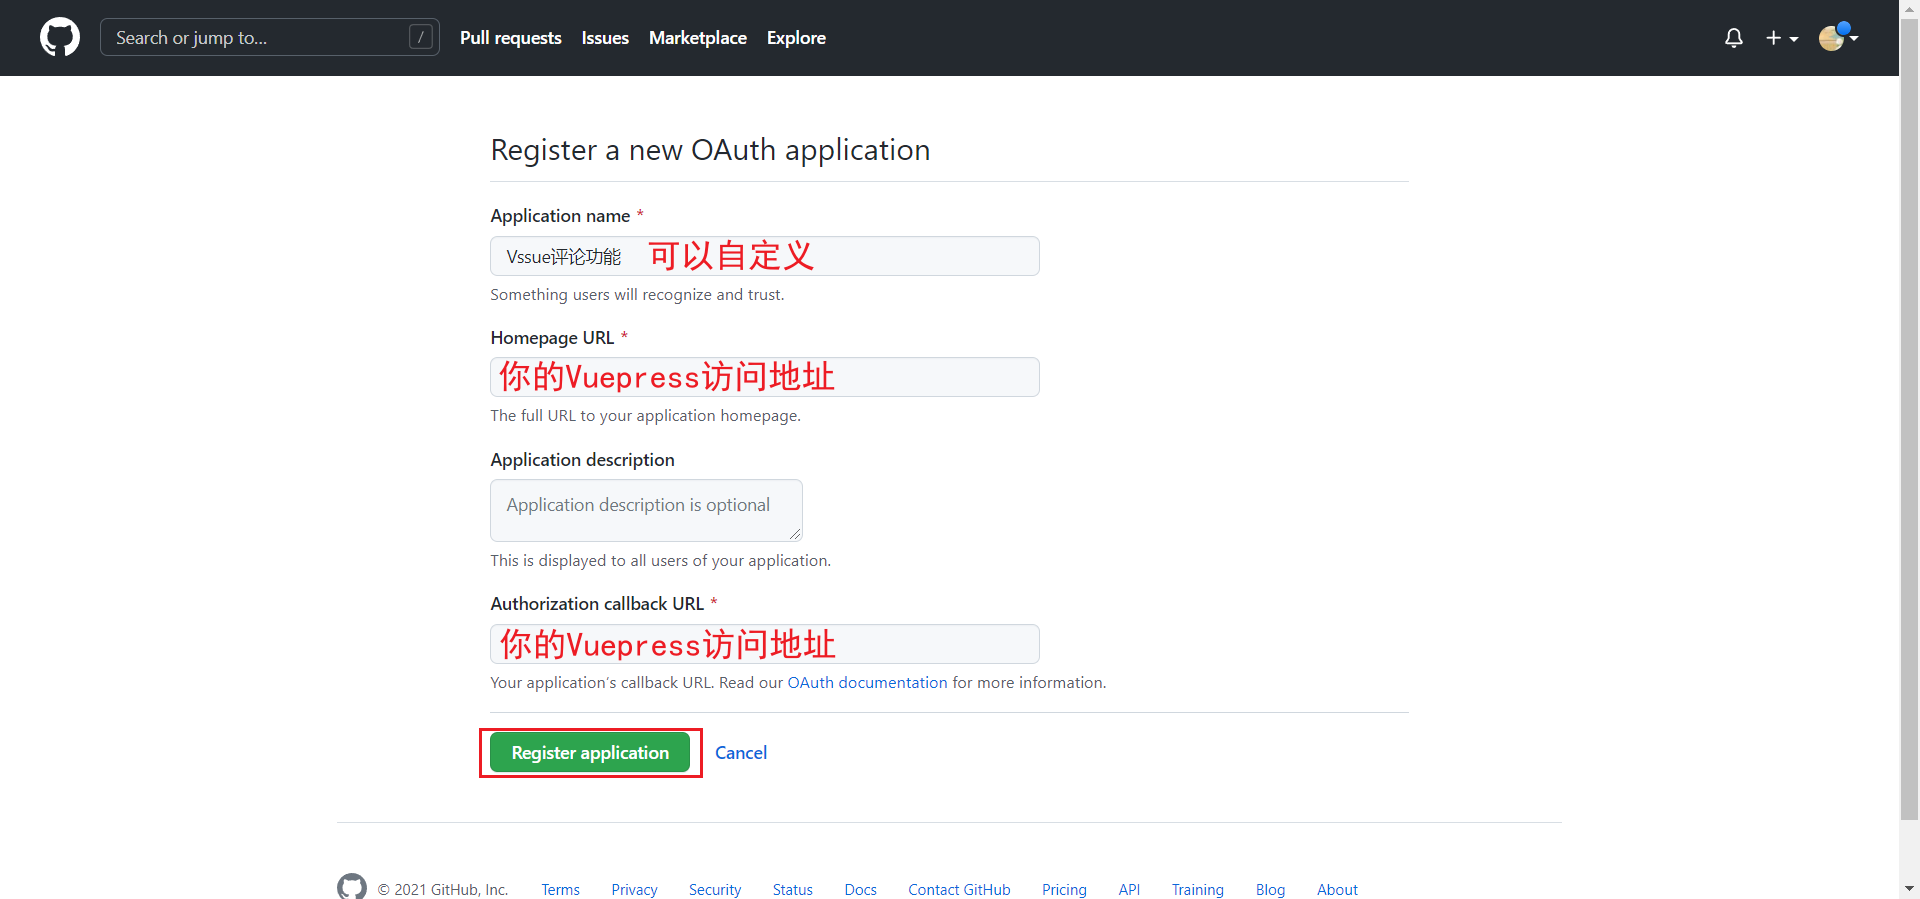 Search or jump to... /
Pull requests Issues Marketplace Explore
Register a new OAuth application
Application name *
Vssue评论功能 可以自定义
Something users will recognize and trust.
Homepage URL *
你的Vuepress访问地址
The full URL to your application homepage.
Application description
Application description is optional
This is displayed to all users of your application.
Authorization callback URL *
你的Vuepress访问地址
Your application’s callback URL. Read our OAuth documentation for more information.
Register application Cancel
© 2021 GitHub, Inc. Terms Privacy Security Status Docs Contact GitHub Pricing API Training Blog About